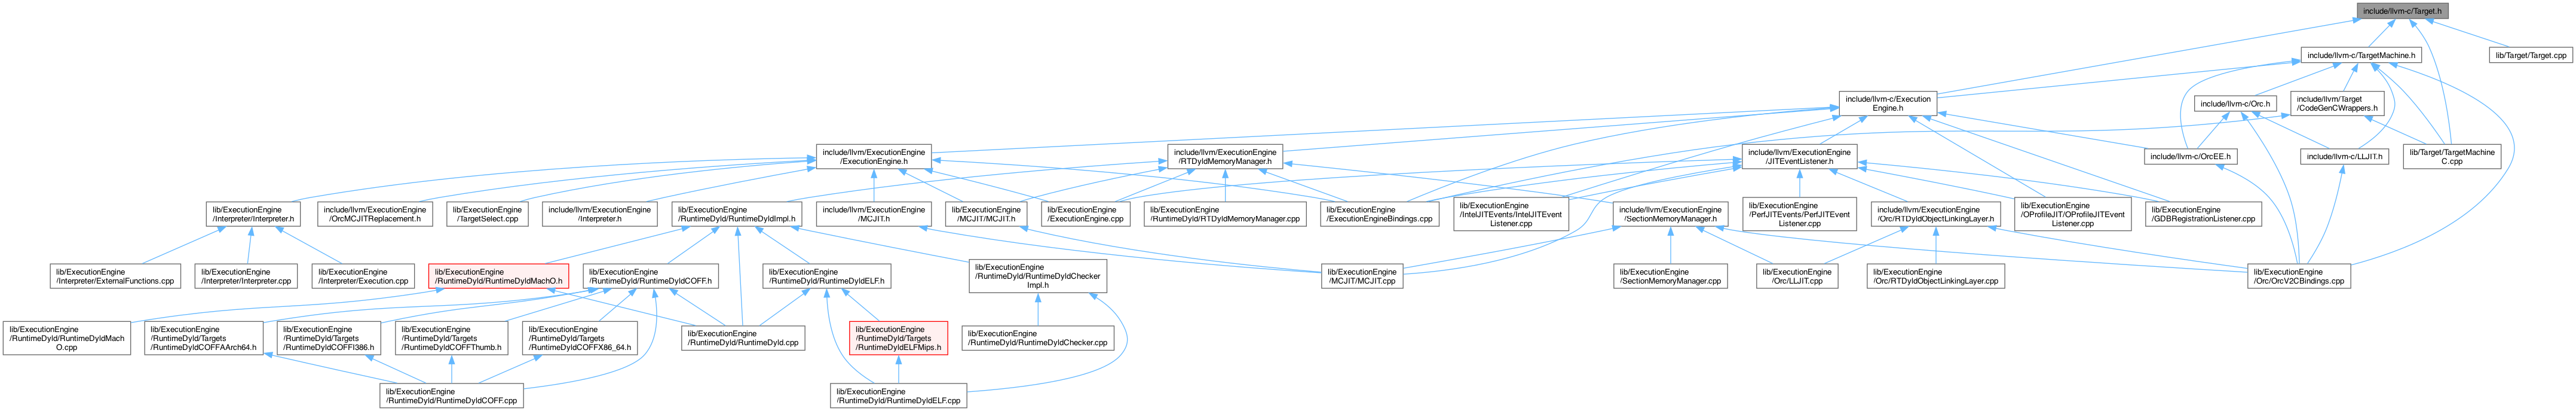 include/llvm-c/Target.h
include/llvm-c/TargetMachine.h
lib/Target/Target.cpp
include/llvm-c/Execution
Engine.h
include/llvm-c/Orc.h
include/llvm/Target
/CodeGenCWrappers.h
include/llvm/ExecutionEngine
/ExecutionEngine.h
include/llvm/ExecutionEngine
/RTDyldMemoryManager.h
include/llvm/ExecutionEngine
/JITEventListener.h
include/llvm-c/OrcEE.h
include/llvm-c/LLJIT.h
lib/Target/TargetMachine
C.cpp
lib/ExecutionEngine
/Interpreter/Interpreter.h
include/llvm/ExecutionEngine
/OrcMCJITReplacement.h
lib/ExecutionEngine
/TargetSelect.cpp
include/llvm/ExecutionEngine
/Interpreter.h
lib/ExecutionEngine
/RuntimeDyld/RuntimeDyldImpl.h
include/llvm/ExecutionEngine
/MCJIT.h
lib/ExecutionEngine
/MCJIT/MCJIT.h
lib/ExecutionEngine
/ExecutionEngine.cpp
lib/ExecutionEngine
/RuntimeDyld/RTDyldMemoryManager.cpp
lib/ExecutionEngine
/ExecutionEngineBindings.cpp
lib/ExecutionEngine
/IntelJITEvents/IntelJITEvent
Listener.cpp
include/llvm/ExecutionEngine
/SectionMemoryManager.h
lib/ExecutionEngine
/PerfJITEvents/PerfJITEvent
Listener.cpp
include/llvm/ExecutionEngine
/Orc/RTDyldObjectLinkingLayer.h
lib/ExecutionEngine
/OProfileJIT/OProfileJITEvent
Listener.cpp
lib/ExecutionEngine
/GDBRegistrationListener.cpp
lib/ExecutionEngine
/Interpreter/ExternalFunctions.cpp
lib/ExecutionEngine
/Interpreter/Interpreter.cpp
lib/ExecutionEngine
/Interpreter/Execution.cpp
lib/ExecutionEngine
/RuntimeDyld/RuntimeDyldMachO.h
lib/ExecutionEngine
/RuntimeDyld/RuntimeDyldCOFF.h
lib/ExecutionEngine
/RuntimeDyld/RuntimeDyldELF.h
lib/ExecutionEngine
/RuntimeDyld/RuntimeDyldChecker
Impl.h
lib/ExecutionEngine
/MCJIT/MCJIT.cpp
lib/ExecutionEngine
/SectionMemoryManager.cpp
lib/ExecutionEngine
/Orc/LLJIT.cpp
lib/ExecutionEngine
/Orc/RTDyldObjectLinkingLayer.cpp
lib/ExecutionEngine
/Orc/OrcV2CBindings.cpp
lib/ExecutionEngine
/RuntimeDyld/RuntimeDyldMach
O.cpp
lib/ExecutionEngine
/RuntimeDyld/Targets
/RuntimeDyldCOFFAArch64.h
lib/ExecutionEngine
/RuntimeDyld/Targets
/RuntimeDyldCOFFI386.h
lib/ExecutionEngine
/RuntimeDyld/Targets
/RuntimeDyldCOFFThumb.h
lib/ExecutionEngine
/RuntimeDyld/Targets
/RuntimeDyldCOFFX86_64.h
lib/ExecutionEngine
/RuntimeDyld/RuntimeDyld.cpp
lib/ExecutionEngine
/RuntimeDyld/Targets
/RuntimeDyldELFMips.h
lib/ExecutionEngine
/RuntimeDyld/RuntimeDyldChecker.cpp
lib/ExecutionEngine
/RuntimeDyld/RuntimeDyldCOFF.cpp
lib/ExecutionEngine
/RuntimeDyld/RuntimeDyldELF.cpp